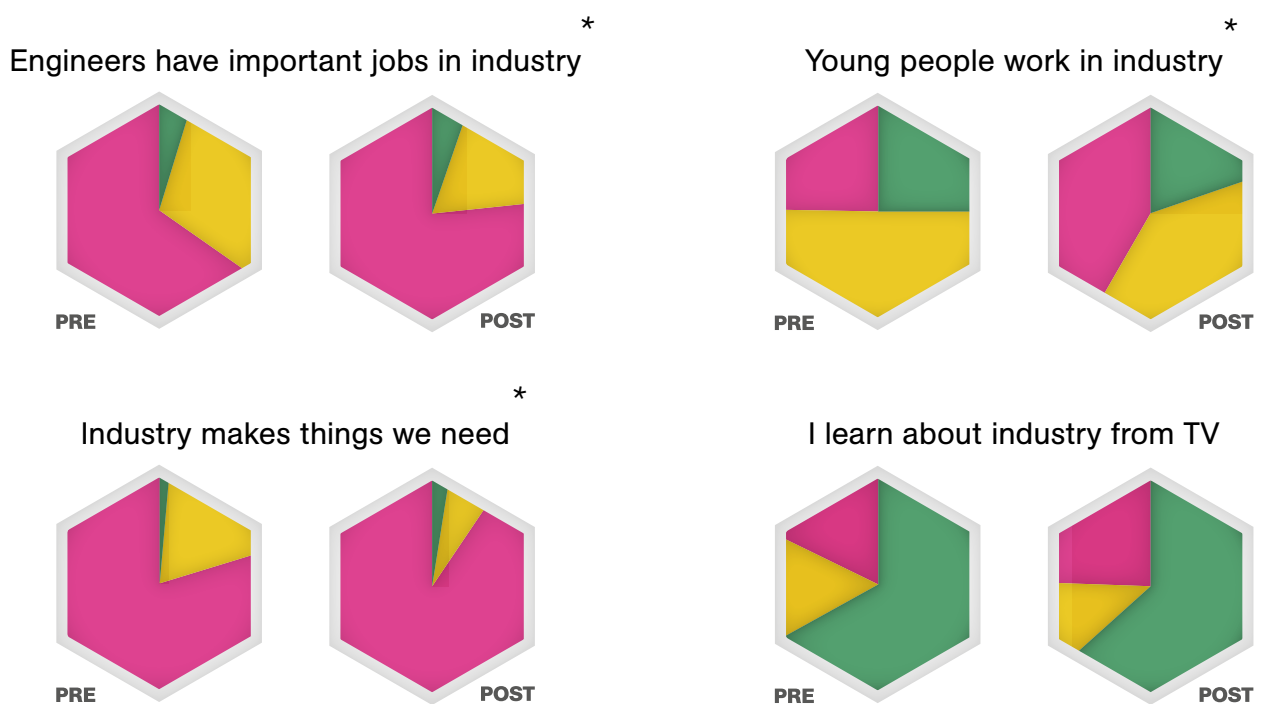 Engineers have important jobs in industry*
PRE
POST
Young people work in industry*
PRE
POST
Industry makes things we need*
PRE
POST
I learn about industry from TV
PRE
POST